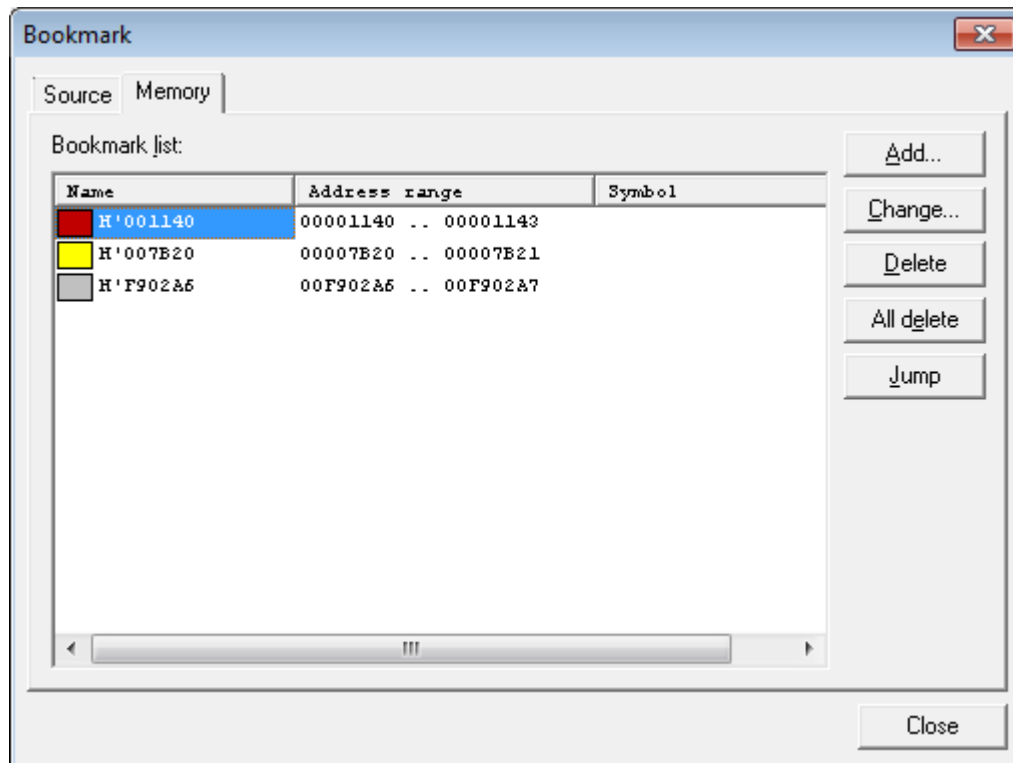 Bookmark
Source Memory
Bookmark list:
Add...
Name Address range Symbol
H'001140 00001140 .. 00001143
Change...
H'007B20 00007B20 .. 00007B21
Delete
H'F902A6 00F902A6 .. 00F902A7
All delete
Jump
Close